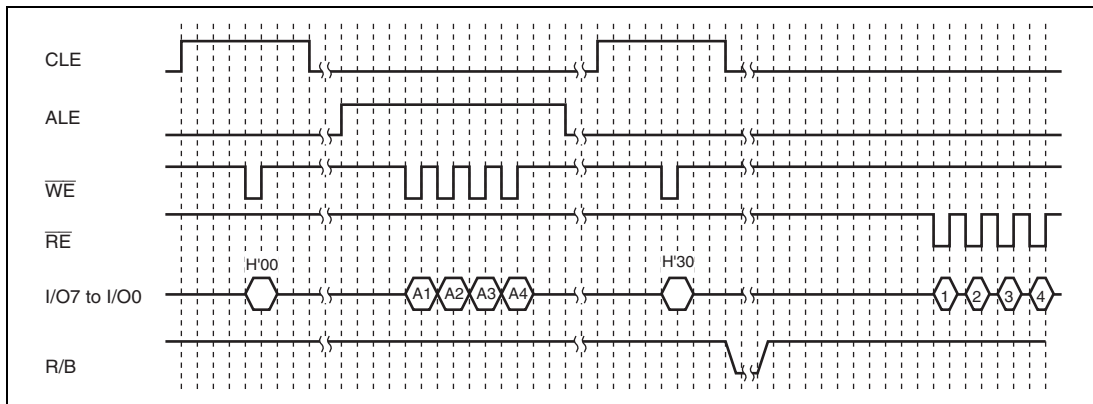 CLE
ALE
WE
RE
H'00
H'30
I/O7 to I/O0
A1 A2 A3 A4
1 2 3 4
R/B